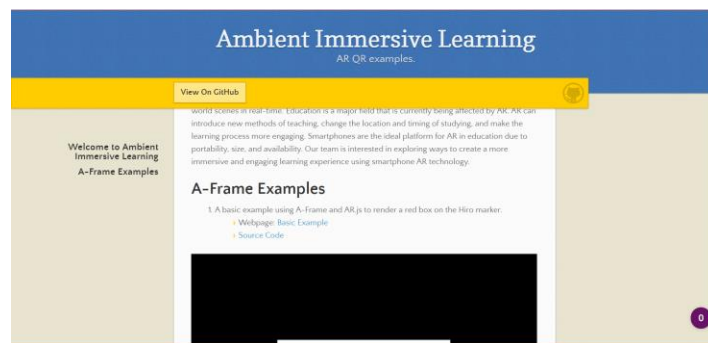 Ambient Immersive Learning
AR QR examples.
View On GitHub
world scenes in real-time. Education is a major field that is currently being affected by AR. AR can
introduce new methods of teaching, change the location and timing of studying, and make the
learning process more engaging. Smartphones are the ideal platform for AR in education due to
portability, size, and availability. Our team is interested in exploring ways to create a more
immersive and engaging learning experience using smartphone AR technology.
Welcome to Ambient
Immersive Learning
A-Frame Examples
A-Frame Examples
1. A basic example using A-Frame and AR.js to render a red box on the Hiro marker.
› Webpage: Basic Example
› Source Code
0